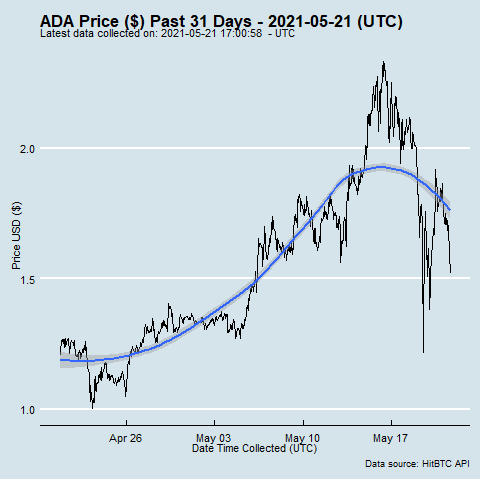 ADA Price ($) Past 31 Days - 2021-05-21 (UTC)
Latest data collected on: 2021-05-21 17:00:58 - UTC
2.0
1.5
1.0
Price USD ($)
Apr 26
May 03
May 10
May 17
Date Time Collected (UTC)
Data source: HitBTC API